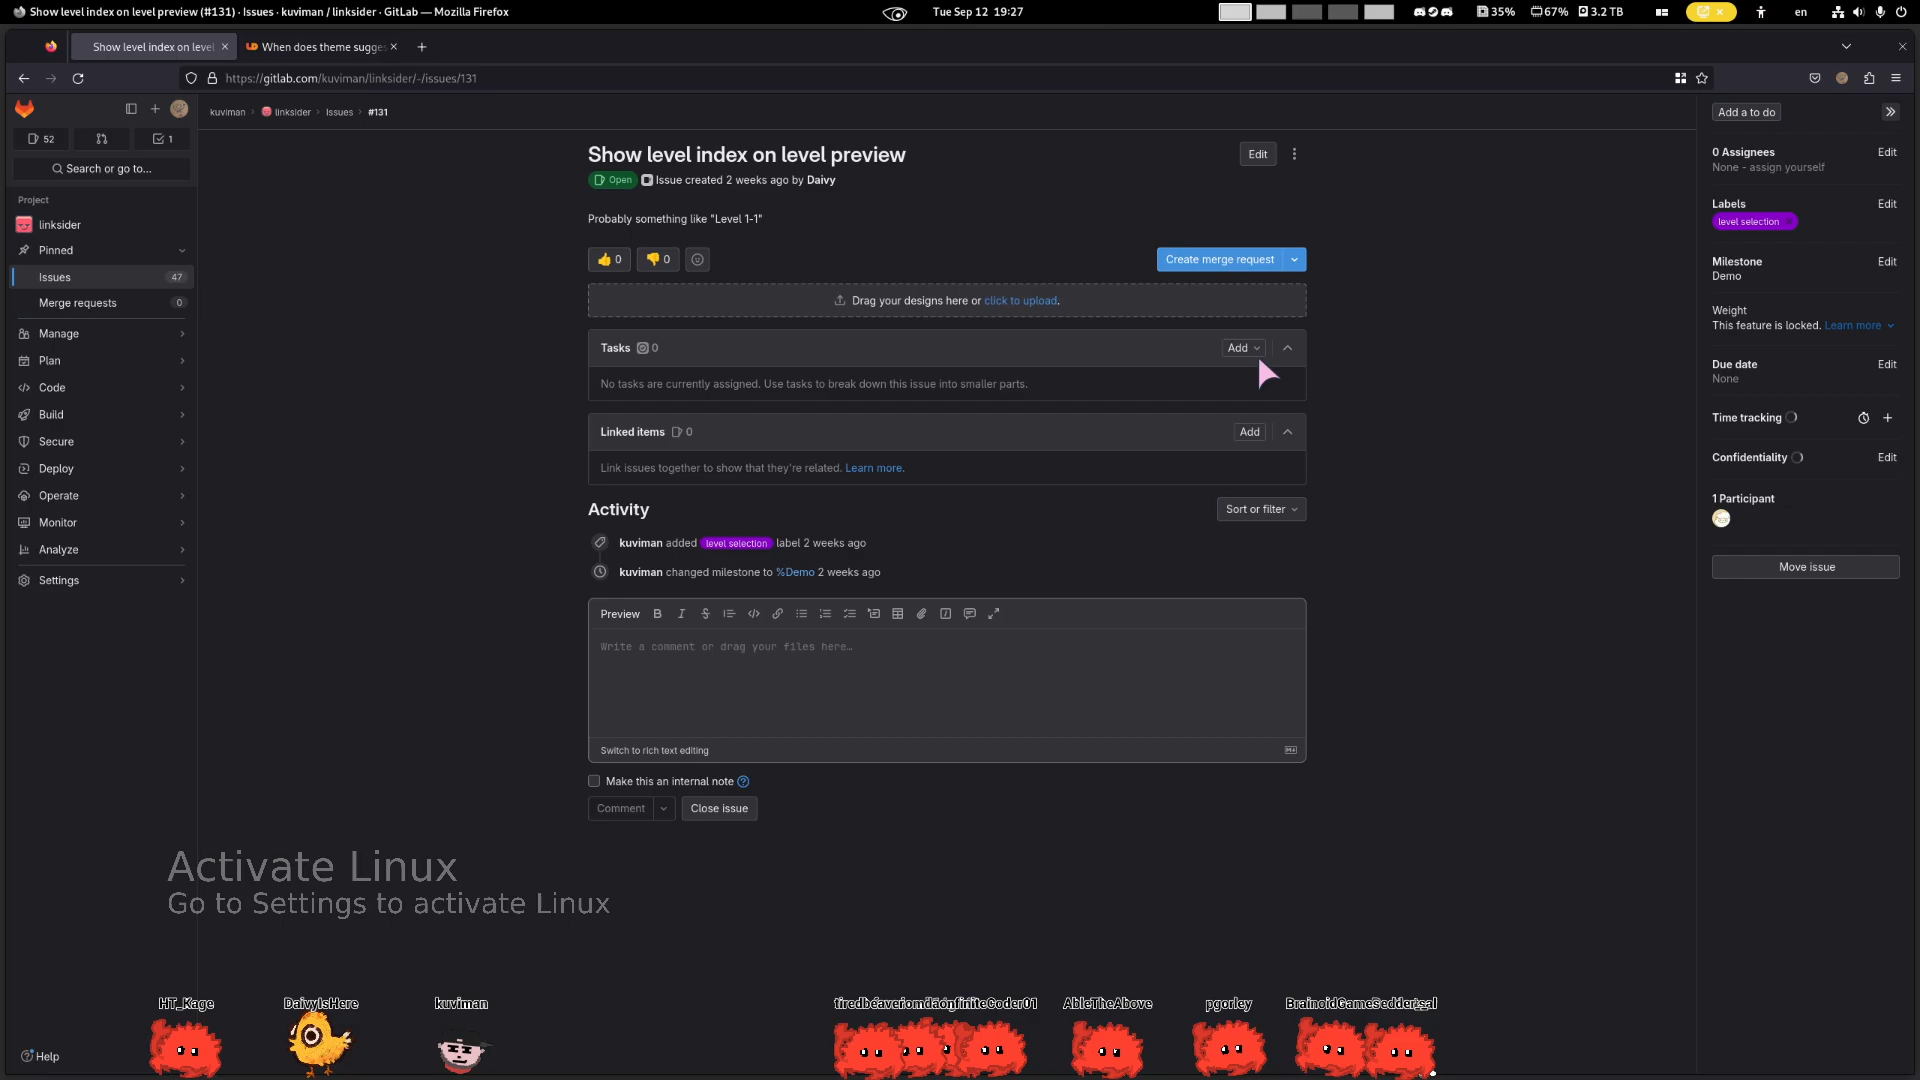 Show level index on level preview (#131) · Issues · kuviman / linksider · GitLab — Mozilla Firefox
Tue Sep 12 19:27
35%
67%
3.2 TB
en
Show level index on level
When does theme sugges
https://gitlab.com/kuviman/linksider/-/issues/131
52
1
Search or go to...
Project
linksider
Pinned
Issues 47
Merge requests 0
Manage
Plan
Code
Build
Secure
Deploy
Operate
Monitor
Analyze
Settings
Help
kuviman
linksider
Issues
#131
Show level index on level preview
Edit
Open
Issue created 2 weeks ago by Daivy
Probably something like "Level 1-1"
0
0
Create merge request
Drag your designs here or click to upload.
Tasks 0
Add
No tasks are currently assigned. Use tasks to break down this issue into smaller parts.
Linked items 0
Add
Link issues together to show that they're related. Learn more.
Activity
Sort or filter
kuviman added level selection label 2 weeks ago
kuviman changed milestone to %Demo 2 weeks ago
Preview
Write a comment or drag your files here…
Switch to rich text editing
Make this an internal note
Comment
Close issue
Add a to do
0 Assignees
Edit
None - assign yourself
Labels
Edit
level selection
Milestone
Edit
Demo
Weight
This feature is locked. Learn more
Due date
Edit
None
Time tracking
Confidentiality
Edit
1 Participant
Move issue
Activate Linux
Go to Settings to activate Linux
HT_Kage
DaivyIsHere
kuviman
AbleTheAbove
pgorley